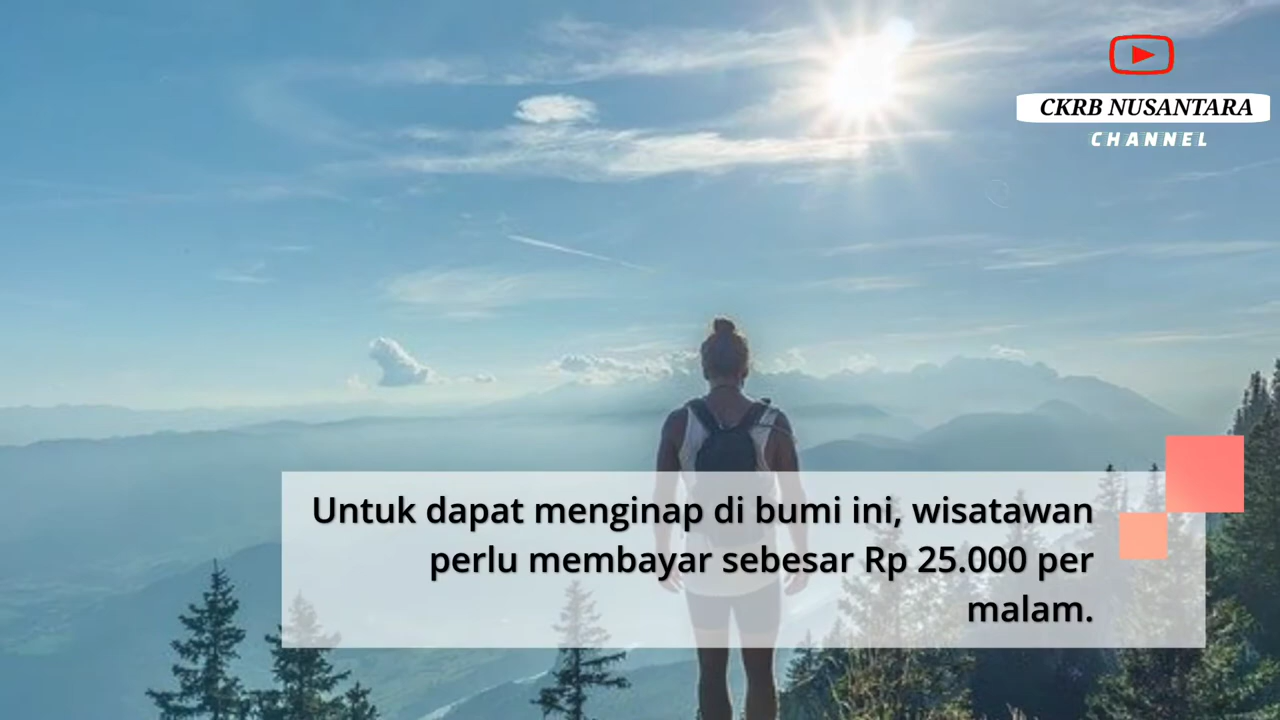 CKRB NUSANTARA
CHANNEL
Untuk dapat menginap di bumi ini, wisatawan
perlu membayar sebesar Rp 25.000 per
malam.